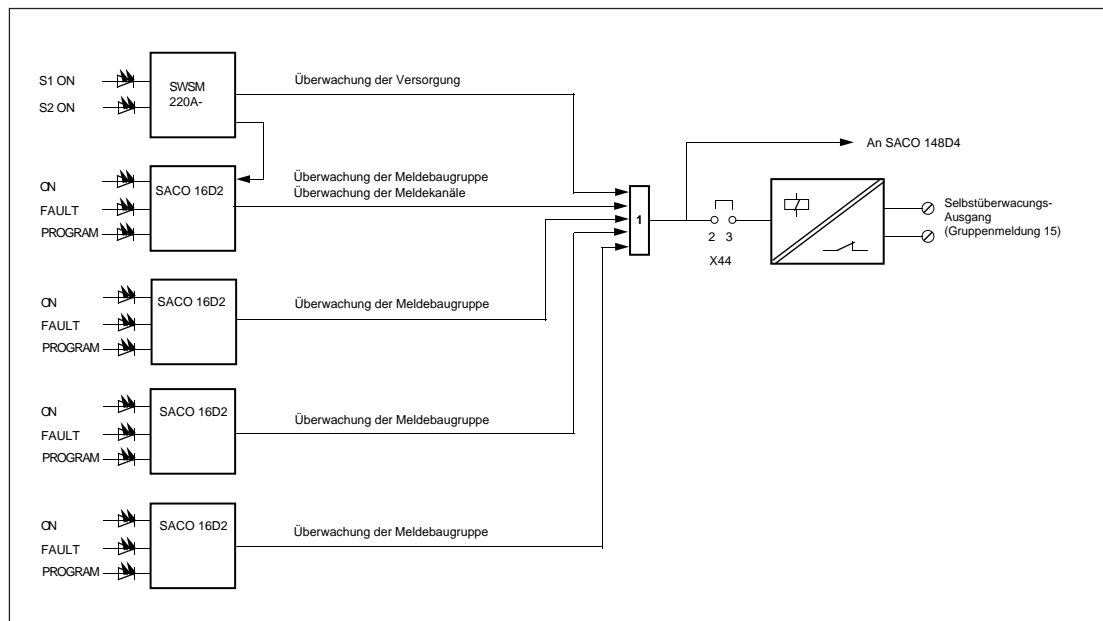 S1 ON
S2 ON
SWSM
220A-
Überwachung der Versorgung
An SACO 148D4
ON
FAULT
PROGRAM
SACO 16D2
Überwachung der Meldebaugruppe
Überwachung der Meldekanäle
1
2 3
X44
Selbstüberwacungs-
Ausgang
(Gruppenmeldung 15)
ON
FAULT
PROGRAM
SACO 16D2
Überwachung der Meldebaugruppe
ON
FAULT
PROGRAM
SACO 16D2
Überwachung der Meldebaugruppe
ON
FAULT
PROGRAM
SACO 16D2
Überwachung der Meldebaugruppe